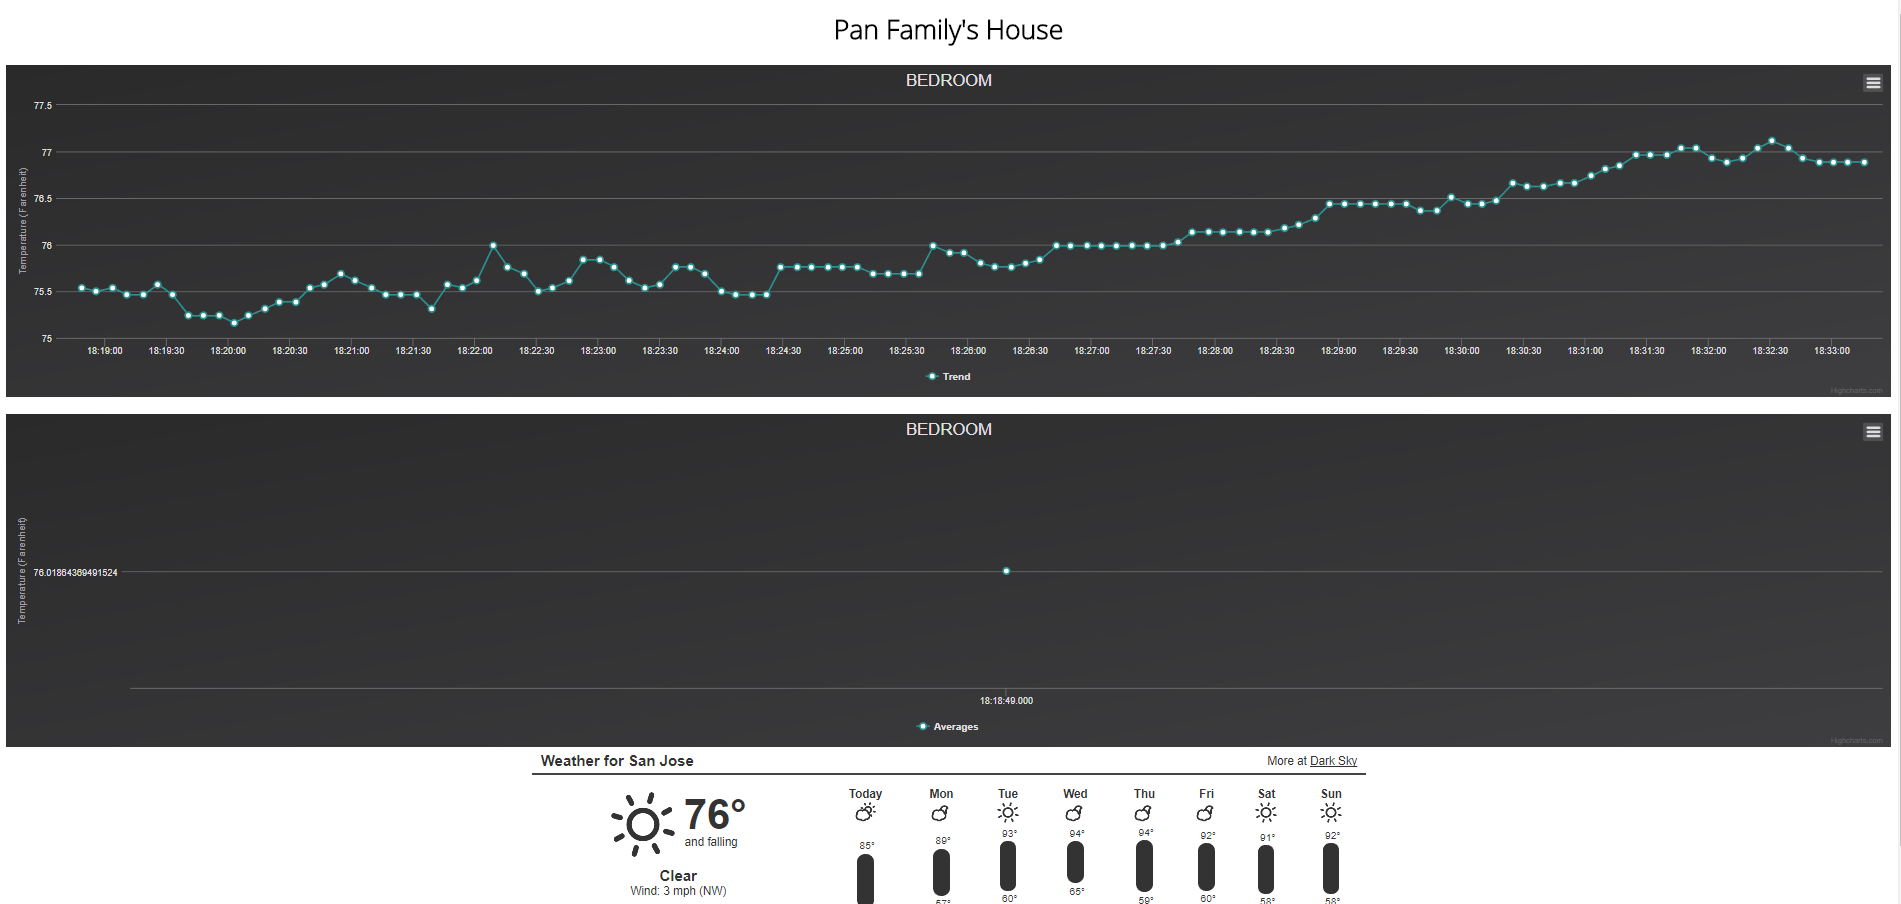 Pan Family's House
BEDROOM
77.5
77
76.5
76
75.5
75
Temperature (Farenheit)
18:19:00 18:19:30 18:20:00 18:20:30 18:21:00 18:21:30 18:22:00 18:22:30 18:23:00 18:23:30 18:24:00 18:24:30 18:25:00 18:25:30 18:26:00 18:26:30 18:27:00 18:27:30 18:28:00 18:28:30 18:29:00 18:29:30 18:30:00 18:30:30 18:31:00 18:31:30 18:32:00 18:32:30 18:33:00
Trend
Highcharts.com
BEDROOM
Temperature (Farenheit)
76.01864369491524
18:18:49.000
Averages
Highcharts.com
Weather for San Jose
More at Dark Sky
76°
and falling
Clear
Wind: 3 mph (NW)
Today Mon Tue Wed Thu Fri Sat Sun
85° 89° 93° 94° 94° 92° 91° 92°
57° 60° 65° 59° 60° 58° 58°